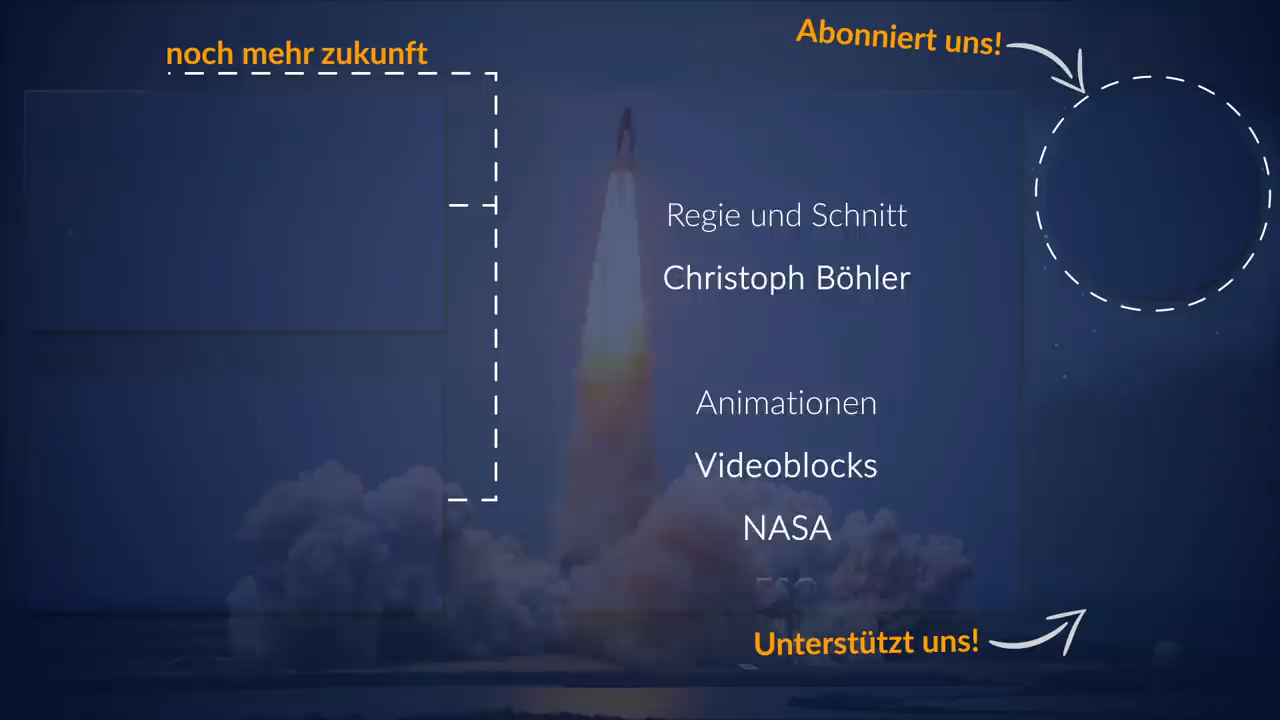 noch mehr zukunft
Abonniert uns!
Regie und Schnitt
Christoph Böhler
Animationen
Videoblocks
NASA
Unterstützt uns!